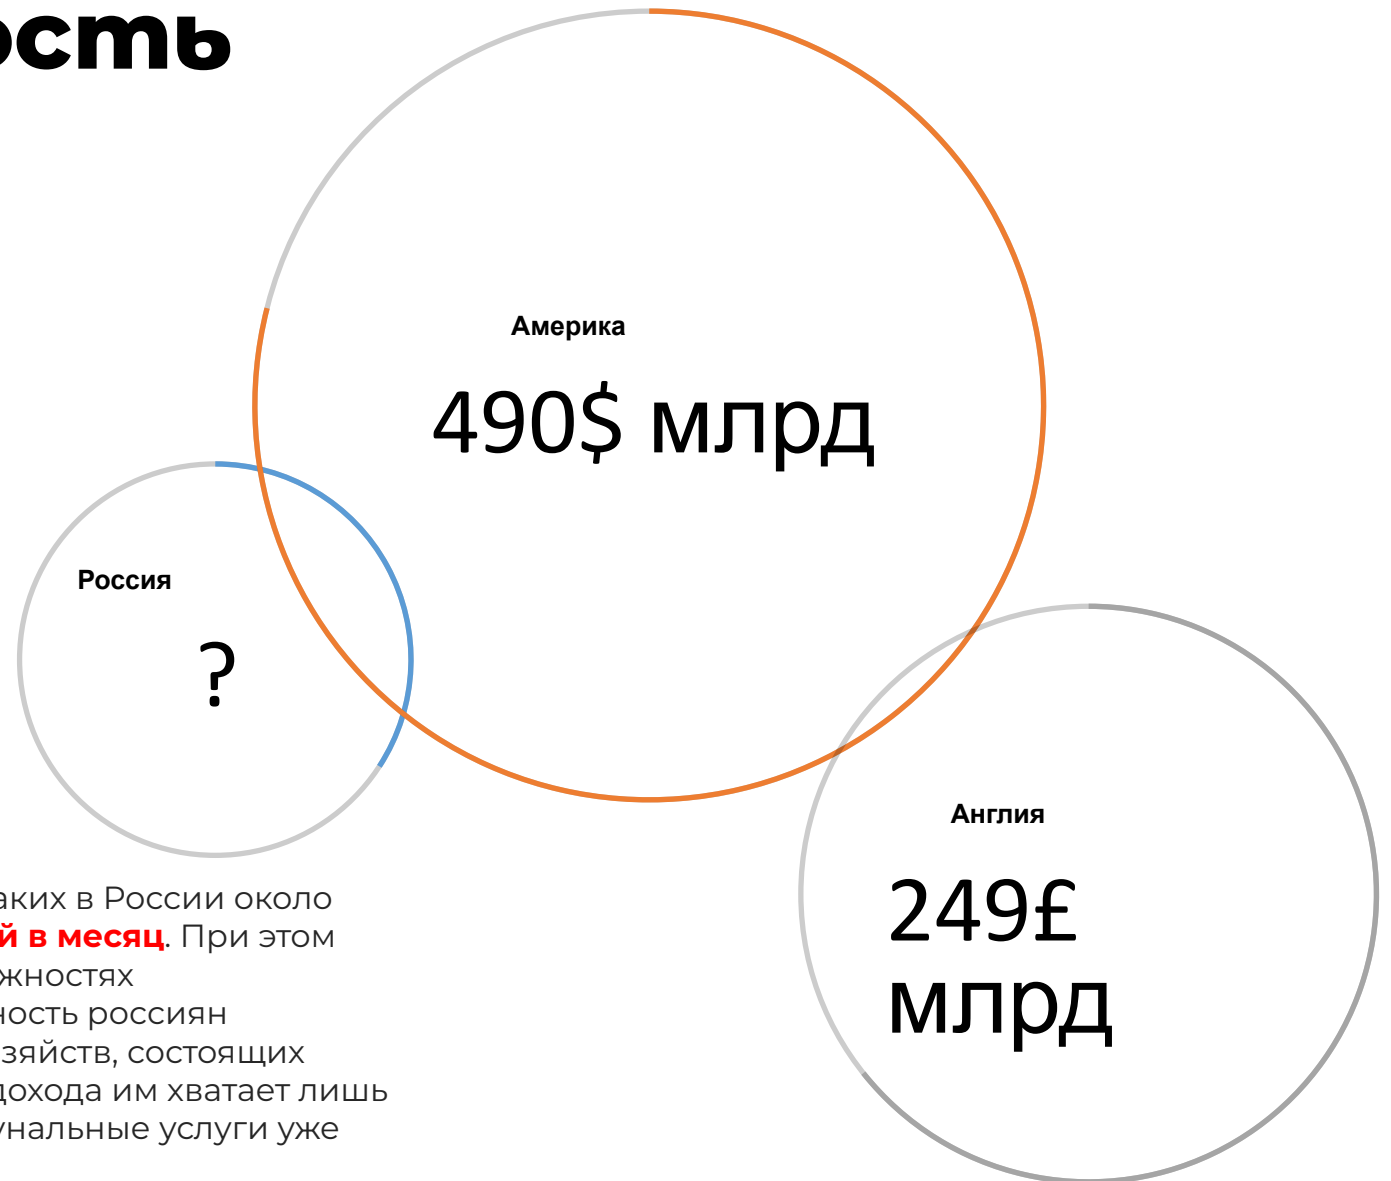 ость
Америка
490$ млрд
Россия
?
Англия
249£
млрд
аких в России около
й в месяц. При этом
жностях
ность россиян
зяйств, состоящих
дохода им хватает лишь
унальные услуги уже